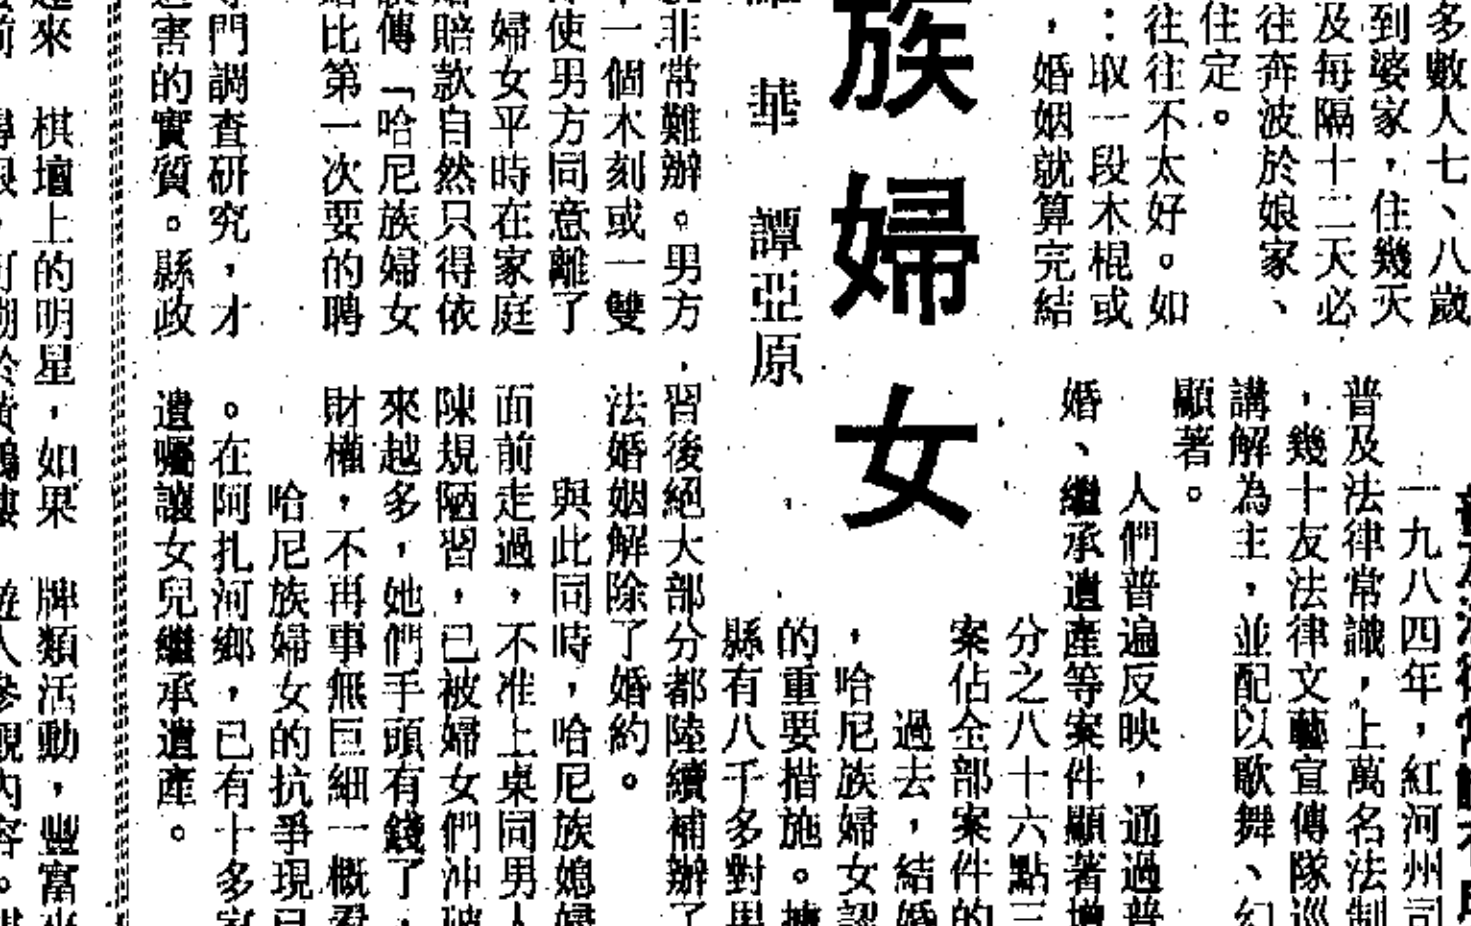 多數人七、八歲
到婆家，住幾天
及每隔十二天必
往奔波於娘家、
住定。
往往不太好。如
：取一段木棍或
，婚姻就算完結
族婦女
華 譚亞原
非常難辦。男方
一個木刻或一雙
使男方同意離了
婦女平時在家庭
賠款自然只得依
傳「哈尼族婦女
比第一次要的聘
門調查研究，才
害的實質。縣政
一九八四年，紅河州司
普及法律常識，上萬名法制
，幾十友法律文藝宣傳隊巡
講解為主，並配以歌舞、幻
顯著。
人們普遍反映，通過普
婚、繼承遺產等案件顯著增
分之八十六點三
案佔全部案件的
過去，結婚
，哈尼族婦女認
的重要措施。據
縣有八千多對男
習後絕大部分都陸續補辦了
法婚姻解除了婚約。
與此同時，哈尼族媳婦
面前走過，不准上桌同男人
陳規陋習，已被婦女們沖破
來越多，她們手頭有錢了，
財權，不再事無巨細一概看
哈尼族婦女的抗爭現已
。在阿扎河鄉，已有十多家
遺囑讓女兒繼承遺產。
來
棋壇上的明星，如果
牌類活動，豐富來